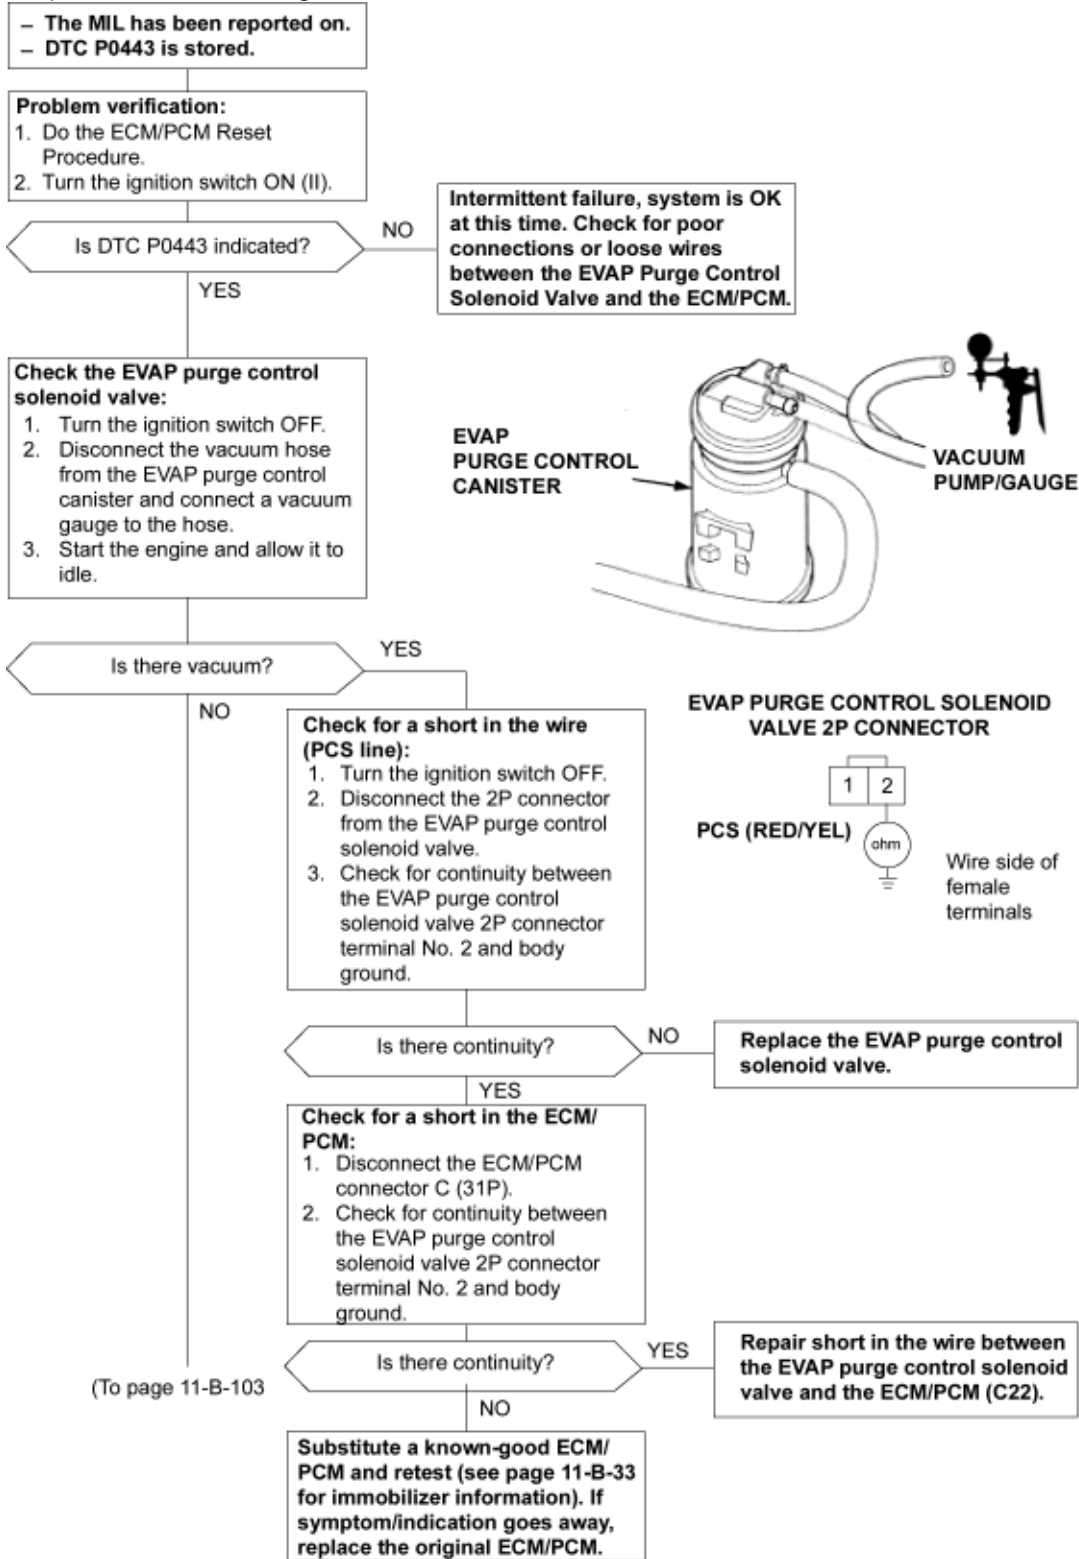 – The MIL has been reported on.
– DTC P0443 is stored.
Problem verification:
1. Do the ECM/PCM Reset
Procedure.
2. Turn the ignition switch ON (II).
Is DTC P0443 indicated?
NO
Intermittent failure, system is OK
at this time. Check for poor
connections or loose wires
between the EVAP Purge Control
Solenoid Valve and the ECM/PCM.
YES
Check the EVAP purge control
solenoid valve:
1. Turn the ignition switch OFF.
2. Disconnect the vacuum hose
from the EVAP purge control
canister and connect a vacuum
gauge to the hose.
3. Start the engine and allow it to
idle.
EVAP
PURGE CONTROL
CANISTER
VACUUM
PUMP/GAUGE
Is there vacuum?
YES
NO
Check for a short in the wire
(PCS line):
1. Turn the ignition switch OFF.
2. Disconnect the 2P connector
from the EVAP purge control
solenoid valve.
3. Check for continuity between
the EVAP purge control
solenoid valve 2P connector
terminal No. 2 and body
ground.
EVAP PURGE CONTROL SOLENOID
VALVE 2P CONNECTOR
1 2
PCS (RED/YEL)
ohm
Wire side of
female
terminals
Is there continuity?
NO
Replace the EVAP purge control
solenoid valve.
YES
Check for a short in the ECM/
PCM:
1. Disconnect the ECM/PCM
connector C (31P).
2. Check for continuity between
the EVAP purge control
solenoid valve 2P connector
terminal No. 2 and body
ground.
Is there continuity?
YES
Repair short in the wire between
the EVAP purge control solenoid
valve and the ECM/PCM (C22).
(To page 11-B-103
NO
Substitute a known-good ECM/
PCM and retest (see page 11-B-33
for immobilizer information). If
symptom/indication goes away,
replace the original ECM/PCM.